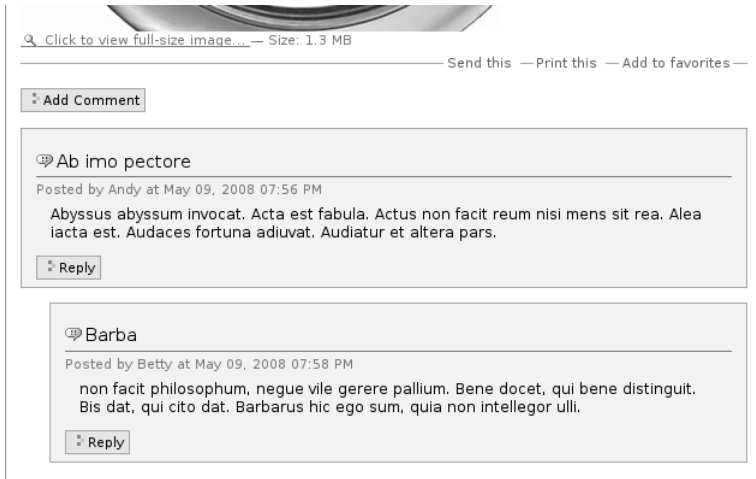 Click to view full-size image... — Size: 1.3 MB
Send this — Print this — Add to favorites —
Add Comment
Ab imo pectore
Posted by Andy at May 09, 2008 07:56 PM
Abyssus abyssum invocat. Acta est fabula. Actus non facit reum nisi mens sit rea. Alea
iacta est. Audaces fortuna adiuvat. Audiatur et altera pars.
Reply
Barba
Posted by Betty at May 09, 2008 07:58 PM
non facit philosophum, negue vile gerere pallium. Bene docet, qui bene distinguit.
Bis dat, qui cito dat. Barbarus hic ego sum, quia non intellegor ulli.
Reply